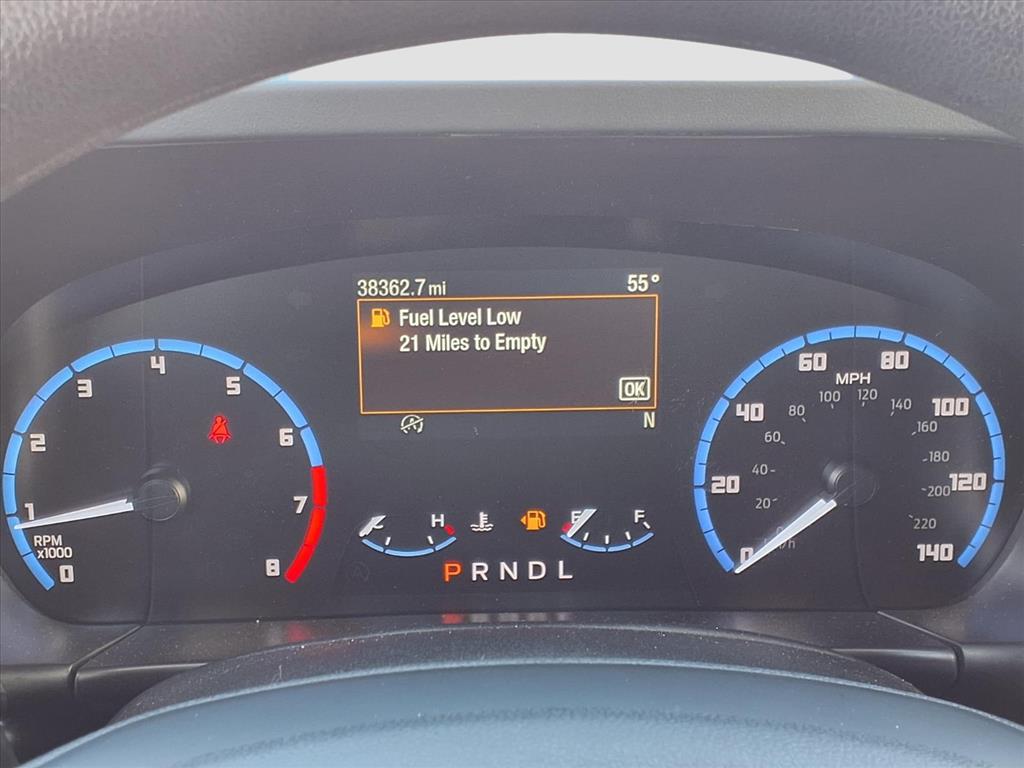 38362.7 mi 55°
Fuel Level Low
21 Miles to Empty
OK
N
0 1 2 3 4 5 6 7 8
RPM
x1000
H
E F
P R N D L
0 20 40 60 80 100 120 140
MPH
20 40 60 80 100 120 140 160 180 200 220